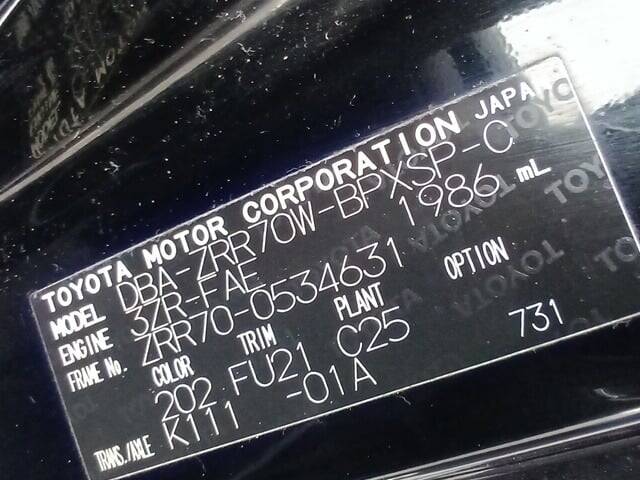 TOYOTA MOTOR CORPORATION JAPAN
MODEL DBA-ZRR70W-BPXSP-C
ENGINE 3ZR-FAE 1986 mL
FRAME No. ZRR70-0534631
COLOR TRIM PLANT OPTION
202 FU21 C25 731
TRANS./AXLE K111 -01A